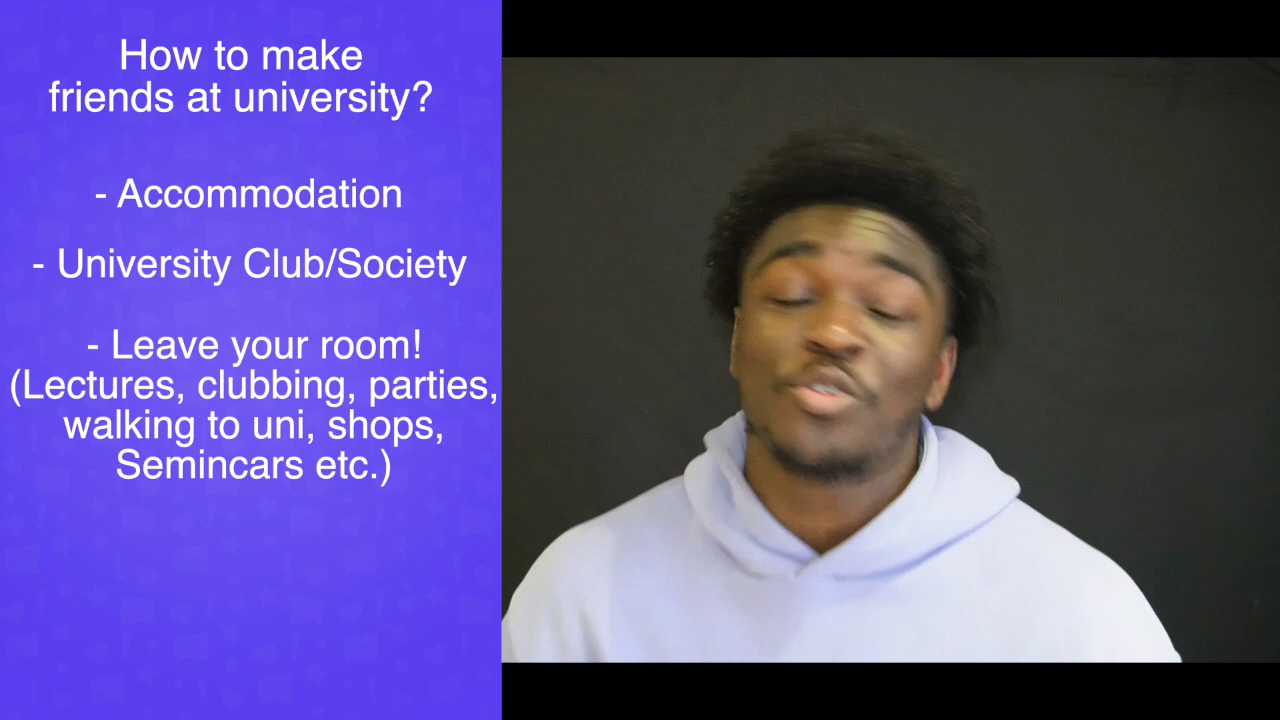 How to make
friends at university?
- Accommodation
- University Club/Society
- Leave your room!
(Lectures, clubbing, parties,
walking to uni, shops,
Semincars etc.)